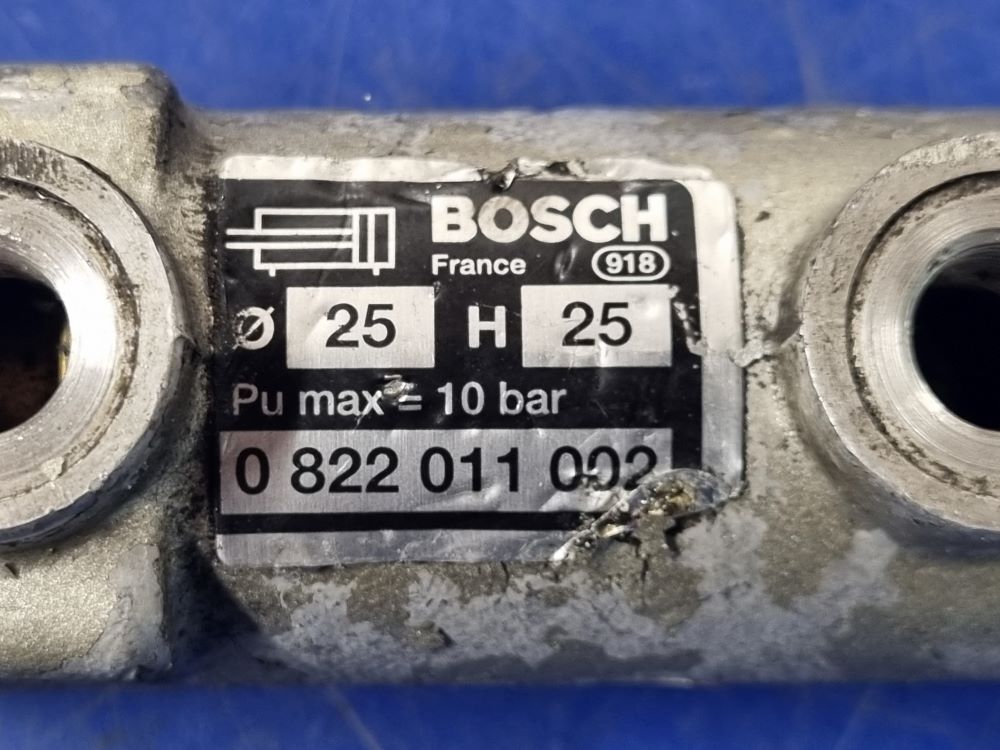 BOSCH
France 918
Ø 25 H 25
Pu max = 10 bar
0 822 011 002